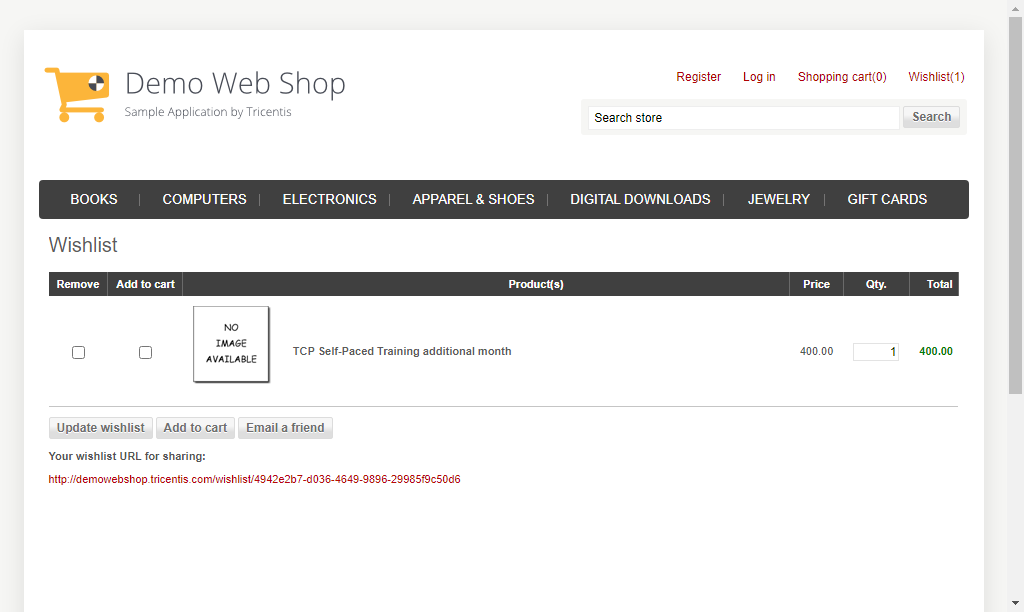 Demo Web Shop
Sample Application by Tricentis
Register Log in Shopping cart(0) Wishlist(1)
Search store Search
BOOKS COMPUTERS ELECTRONICS APPAREL & SHOES DIGITAL DOWNLOADS JEWELRY GIFT CARDS
Wishlist
Remove Add to cart Product(s) Price Qty. Total
NO
IMAGE
AVAILABLE
TCP Self-Paced Training additional month 400.00 1 400.00
Update wishlist Add to cart Email a friend
Your wishlist URL for sharing:
http://demowebshop.tricentis.com/wishlist/4942e2b7-d036-4649-9896-29985f9c50d6